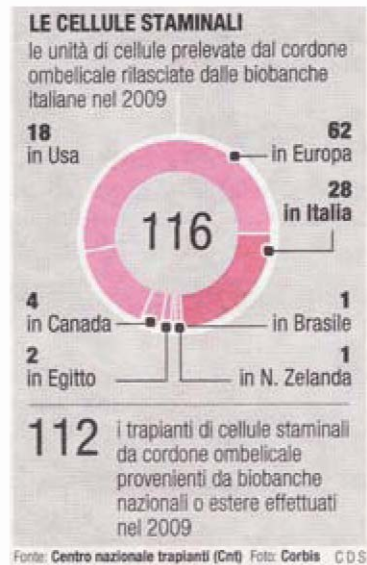 LE CELLULE STAMINALI
le unità di cellule prelevate dal cordone
ombelicale rilasciate dalle biobanche
italiane nel 2009
18
in Usa
62
in Europa
28
in Italia
116
4
in Canada
1
in Brasile
2
in Egitto
1
in N. Zelanda
112
i trapianti di cellule staminali
da cordone ombelicale
provenienti da biobanche
nazionali o estere effettuati
nel 2009
Fonte: Centro nazionale trapianti (Cnt) Foto: Corbis CDS